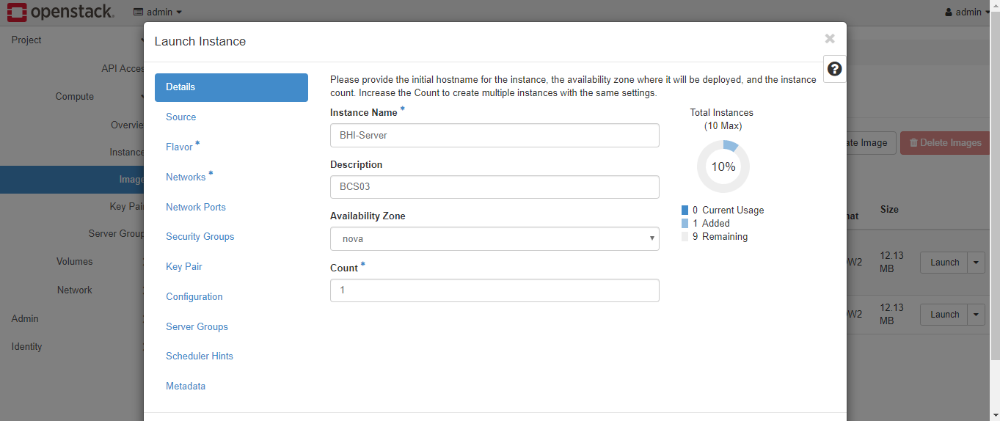 openstack. admin admin
Launch Instance
Project
API Acces
Compute
Overvie
Instance
Image
Key Pai
Server Group
Volumes
Network
Admin
Identity
Details
Source
Flavor *
Networks *
Network Ports
Security Groups
Key Pair
Configuration
Server Groups
Scheduler Hints
Metadata
Please provide the initial hostname for the instance, the availability zone where it will be deployed, and the instance
count. Increase the Count to create multiple instances with the same settings.
Instance Name *
BHI-Server
Description
BCS03
Availability Zone
nova
Count *
1
Total Instances
(10 Max)
10%
0 Current Usage
1 Added
9 Remaining
ate Image Delete Images
nat Size
OW2 12.13
MB Launch
OW2 12.13
MB Launch